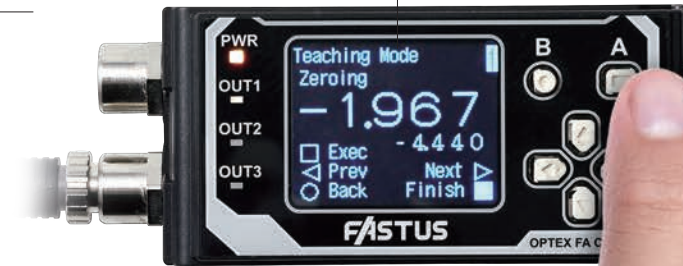 PWR
OUT1
OUT2
OUT3
Teaching Mode
Zeroing
-1.967
-4.440
□ Exec
◁ Prev Next ▷
○ Back Finish ■
B A
FASTUS
OPTEX FA